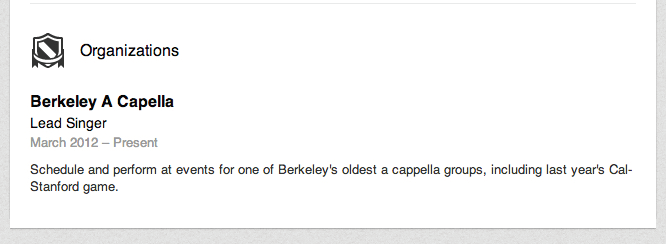 Organizations
Berkeley A Capella
Lead Singer
March 2012 – Present
Schedule and perform at events for one of Berkeley's oldest a cappella groups, including last year's Cal-
Stanford game.